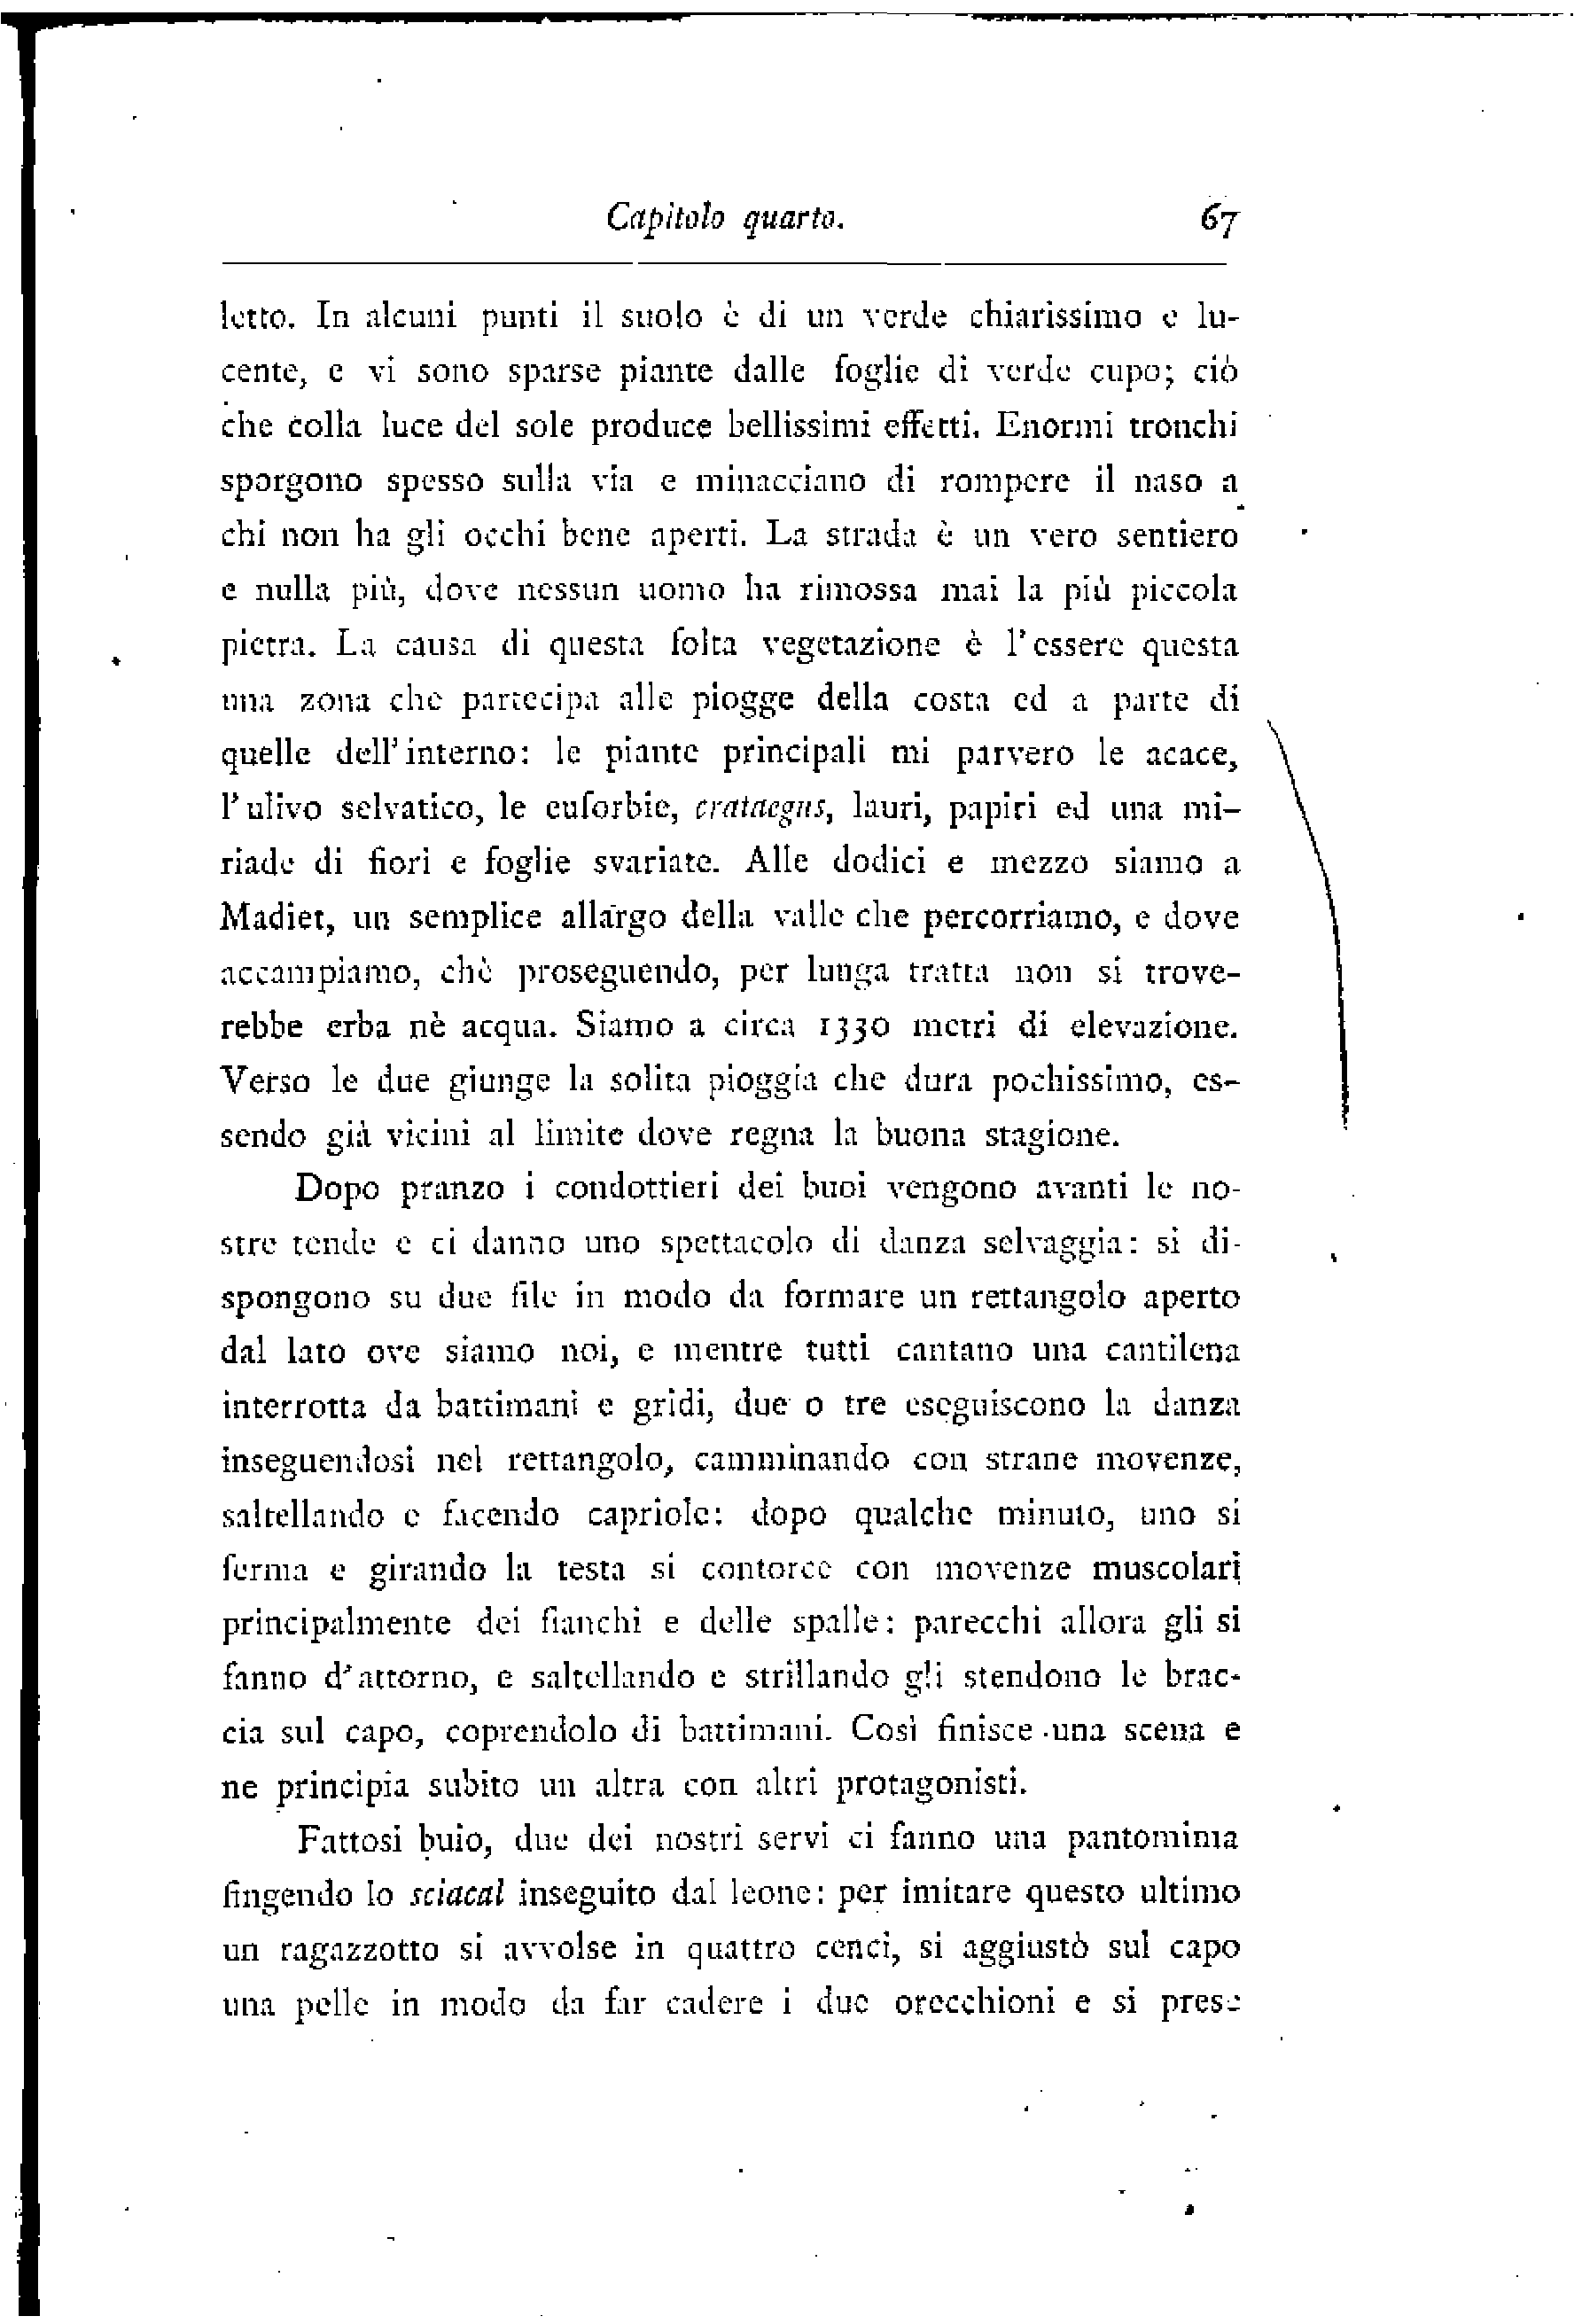 Capitolo quarto. 67
letto. In alcuni punti il suolo è di un verde chiarissimo e lu-
cente, e vi sono sparse piante dalle foglie di verde cupo; ciò
che colla luce del sole produce bellissimi effetti. Enormi tronchi
sporgono spesso sulla via e minacciano di rompere il naso a
chi non ha gli occhi bene aperti. La strada è un vero sentiero
e nulla più, dove nessun uomo ha rimossa mai la più piccola
pietra. La causa di questa folta vegetazione è l'essere questa
una zona che partecipa alle piogge della costa ed a parte di
quelle dell'interno: le piante principali mi parvero le acace,
l'ulivo selvatico, le euforbie, crataegus, lauri, papiri ed una mi-
riade di fiori e foglie svariate. Alle dodici e mezzo siamo a
Madiet, un semplice allargo della valle che percorriamo, e dove
accampiamo, chè proseguendo, per lunga tratta non si trove-
rebbe erba nè acqua. Siamo a circa 1330 metri di elevazione.
Verso le due giunge la solita pioggia che dura pochissimo, es-
sendo già vicini al limite dove regna la buona stagione.
Dopo pranzo i condottieri dei buoi vengono avanti le no-
stre tende e ci danno uno spettacolo di danza selvaggia: si di-
spongono su due file in modo da formare un rettangolo aperto
dal lato ove siamo noi, e mentre tutti cantano una cantilena
interrotta da battimani e gridi, due o tre eseguiscono la danza
inseguendosi nel rettangolo, camminando con strane movenze,
saltellando e facendo capriole: dopo qualche minuto, uno si
ferma e girando la testa si contorce con movenze muscolari
principalmente dei fianchi e delle spalle: parecchi allora gli si
fanno d'attorno, e saltellando e strillando gli stendono le brac-
cia sul capo, coprendolo di battimani. Così finisce una scena e
ne principia subito un altra con altri protagonisti.
Fattosi buio, due dei nostri servi ci fanno una pantomima
fingendo lo sciacal inseguito dal leone: per imitare questo ultimo
un ragazzotto si avvolse in quattro cenci, si aggiustò sul capo
una pelle in modo da far cadere i due orecchioni e si prese